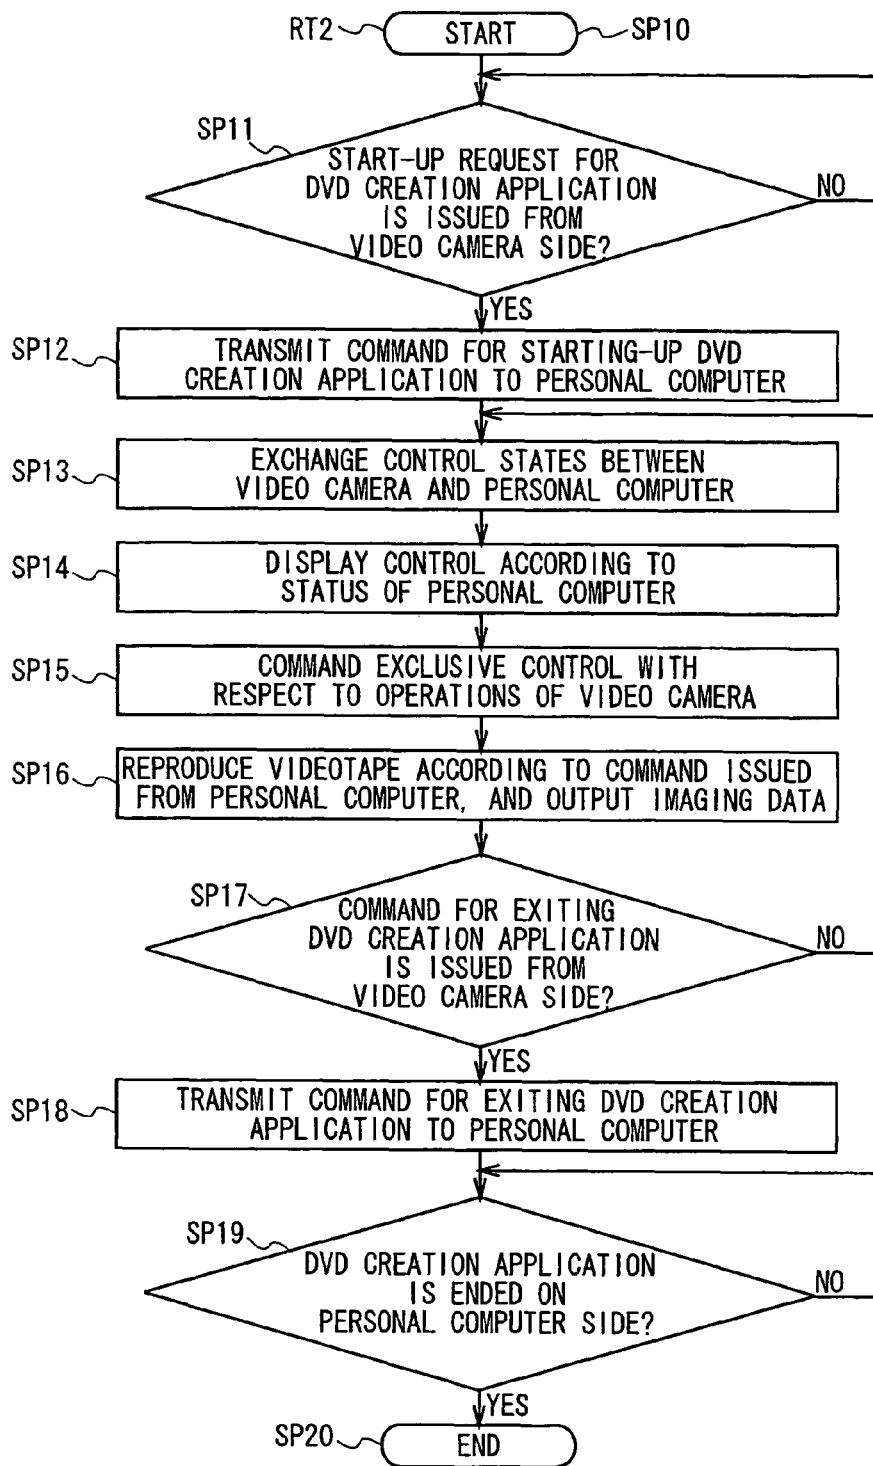 RT2
START
SP10
SP11
START-UP REQUEST FOR
DVD CREATION APPLICATION
IS ISSUED FROM
VIDEO CAMERA SIDE?
NO
YES
SP12
TRANSMIT COMMAND FOR STARTING-UP DVD
CREATION APPLICATION TO PERSONAL COMPUTER
SP13
EXCHANGE CONTROL STATES BETWEEN
VIDEO CAMERA AND PERSONAL COMPUTER
SP14
DISPLAY CONTROL ACCORDING TO
STATUS OF PERSONAL COMPUTER
SP15
COMMAND EXCLUSIVE CONTROL WITH
RESPECT TO OPERATIONS OF VIDEO CAMERA
SP16
REPRODUCE VIDEOTAPE ACCORDING TO COMMAND ISSUED
FROM PERSONAL COMPUTER, AND OUTPUT IMAGING DATA
SP17
COMMAND FOR EXITING
DVD CREATION APPLICATION
IS ISSUED FROM
VIDEO CAMERA SIDE?
NO
YES
SP18
TRANSMIT COMMAND FOR EXITING DVD CREATION
APPLICATION TO PERSONAL COMPUTER
SP19
DVD CREATION APPLICATION
IS ENDED ON
PERSONAL COMPUTER SIDE?
NO
YES
SP20
END